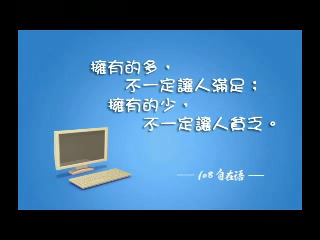 擁有的多，
不一定讓人滿足；
擁有的少，
不一定讓人貧乏。
── 108自在語 ──